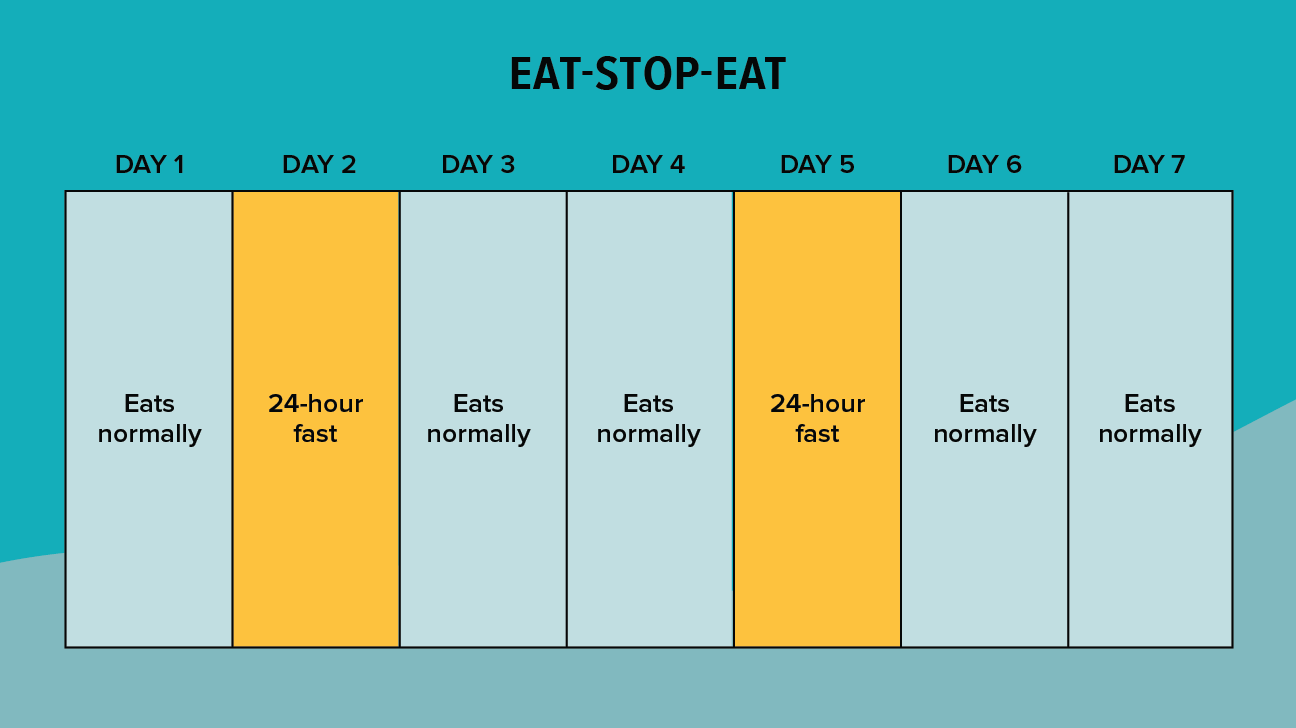 EAT-STOP-EAT
DAY 1
DAY 2
DAY 3
DAY 4
DAY 5
DAY 6
DAY 7
Eats
normally
24-hour
fast
Eats
normally
Eats
normally
24-hour
fast
Eats
normally
Eats
normally